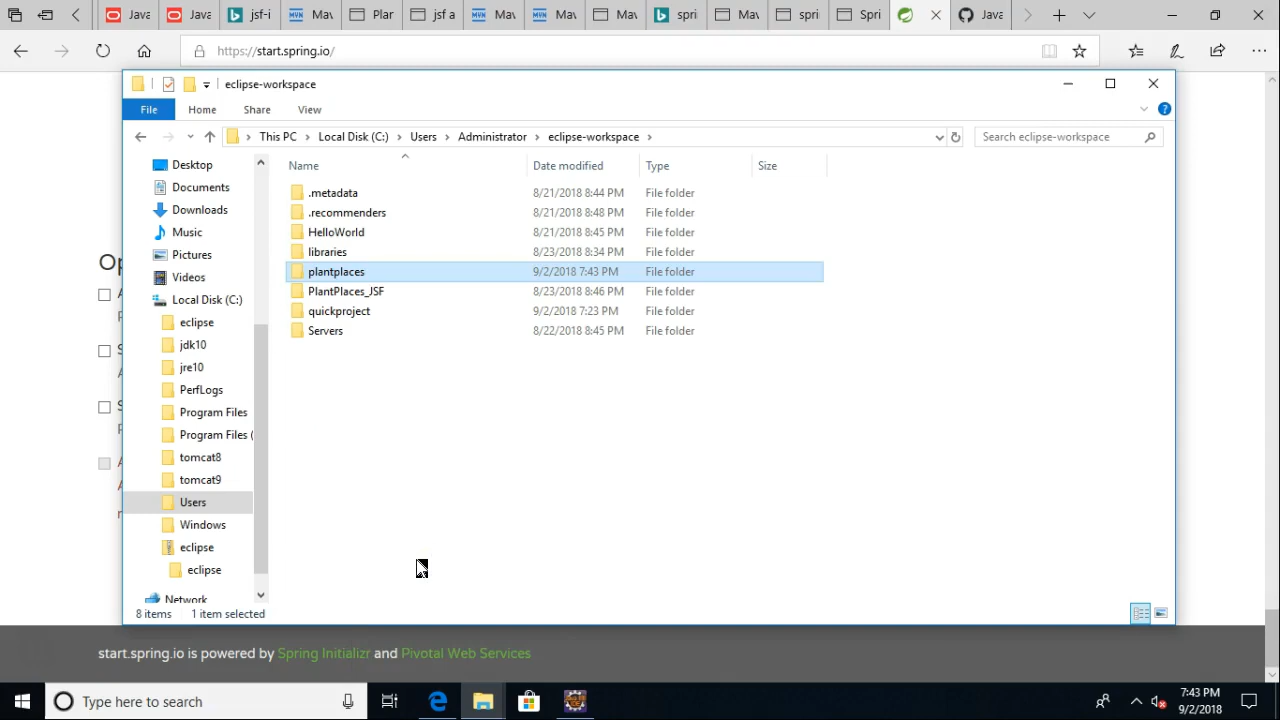 Java
Java
jsf-i
Mav
Plar
jsf a
Mav
Mav
Mav
spri
Mav
spri
Spri
Java
https://start.spring.io/
eclipse-workspace
File Home Share View
This PC Local Disk (C:) Users Administrator eclipse-workspace
Search eclipse-workspace
Name Date modified Type Size
Desktop
Documents
Downloads
Music
Pictures
Videos
Local Disk (C:)
eclipse
jdk10
jre10
PerfLogs
Program Files
Program Files (
tomcat8
tomcat9
Users
Windows
eclipse
eclipse
Network
.metadata 8/21/2018 8:44 PM File folder
.recommenders 8/21/2018 8:48 PM File folder
HelloWorld 8/21/2018 8:45 PM File folder
libraries 8/23/2018 8:34 PM File folder
plantplaces 9/2/2018 7:43 PM File folder
PlantPlaces_JSF 8/23/2018 8:46 PM File folder
quickproject 9/2/2018 7:23 PM File folder
Servers 8/22/2018 8:45 PM File folder
8 items 1 item selected
start.spring.io is powered by Spring Initializr and Pivotal Web Services
Type here to search
7:43 PM
9/2/2018